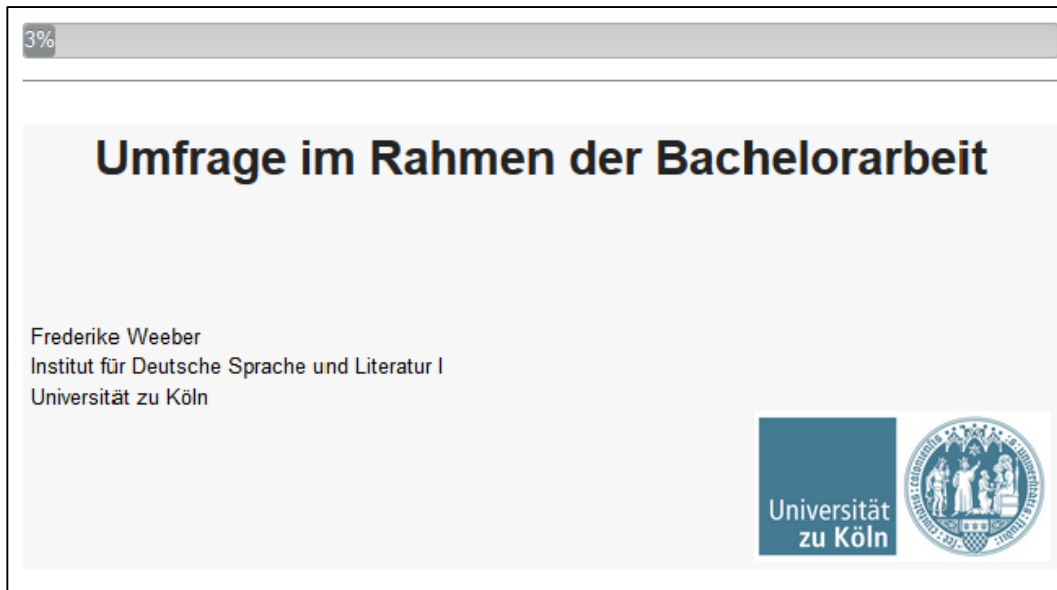 3%
Umfrage im Rahmen der Bachelorarbeit
Frederike Weeber
Institut für Deutsche Sprache und Literatur I
Universität zu Köln
Universität
zu Köln